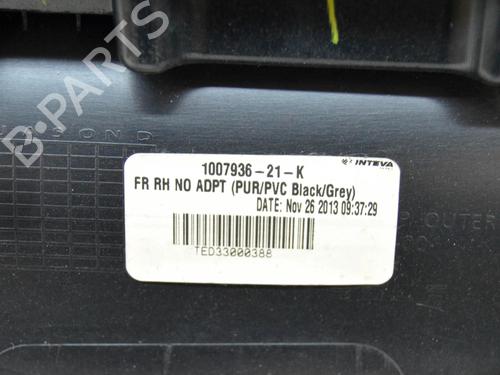 B-PARTS
1007936-21-K
INTEVA
FR RH NO ADPT (PUR/PVC Black/Grey)
DATE: Nov 26 2013 09:37:29
TED33000388
OUTER